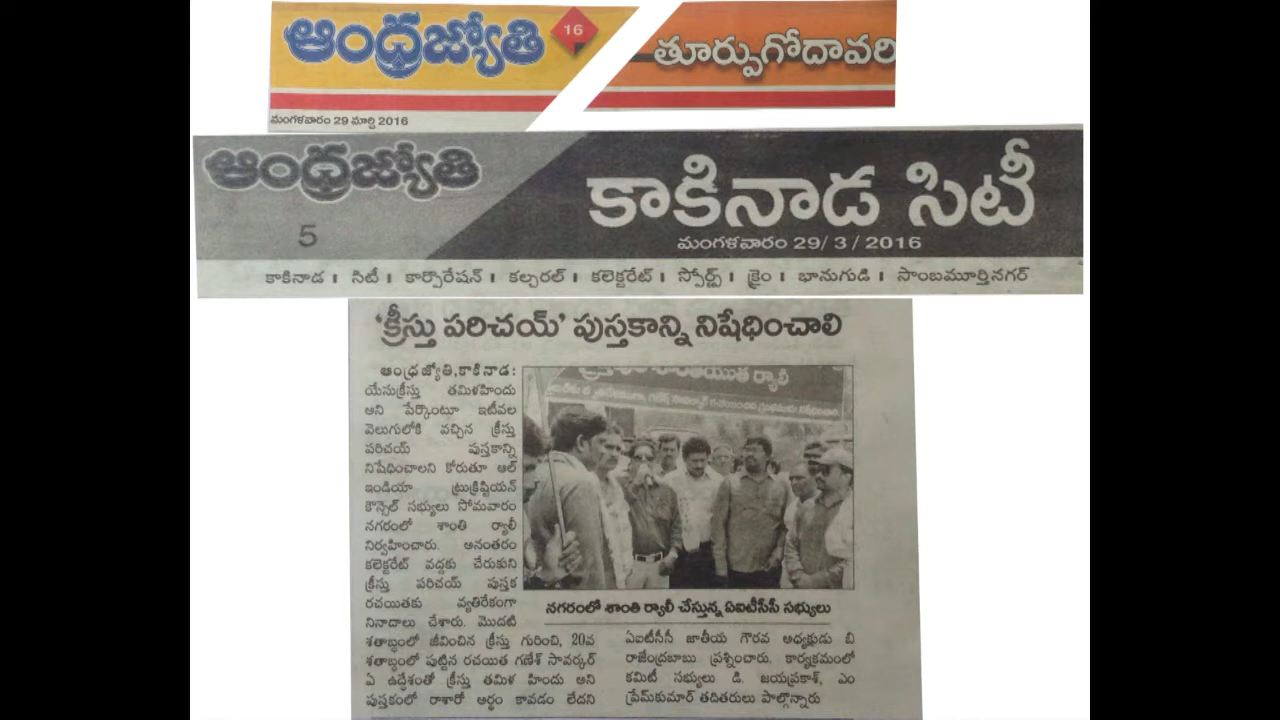 ఆంధ్రజ్యోతి
16
తూర్పుగోదావరి
మంగళవారం 29 మార్చి 2016
ఆంధ్రజ్యోతి
5
కాకినాడ సిటీ
మంగళవారం 29/ 3 / 2016
కాకినాడ । సిటీ । కార్పొరేషన్ । కల్చరల్ । కలెక్టరేట్ । స్పోర్ట్స్ । క్రైం । భానుగుడి । సాంబమూర్తినగర్
'క్రీస్తు పరిచయ్' పుస్తకాన్ని నిషేధించాలి
ఆంధ్రజ్యోతి,కాకినాడ:
యేసుక్రీస్తు తమిళహిందు
అని పేర్కొంటూ ఇటీవల
వెలుగులోకి వచ్చిన క్రీస్తు
పరిచయ్ పుస్తకాన్ని
నిషేధించాలని కోరుతూ ఆల్
ఇండియా ట్రుక్రిష్టియన్
కౌన్సెల్ సభ్యులు సోమవారం
నగరంలో శాంతి ర్యాలీ
నిర్వహించారు. అనంతరం
కలెక్టరేట్ వద్దకు చేరుకుని
క్రీస్తు పరిచయ్ పుస్తక
రచయితకు వ్యతిరేకంగా
నినాదాలు చేశారు. మొదటి
శతాబ్దంలో జీవించిన క్రీస్తు గురించి, 20వ
శతాబ్దంలో పుట్టిన రచయిత గణేశ్ సావర్కర్
ఏ ఉద్దేశంతో క్రీస్తు తమిళ హిందు అని
పుస్తకంలో రాశారో అర్థం కావడం లేదని
ర్యాలీ
నగరంలో శాంతి ర్యాలీ చేస్తున్న ఏఐటీసీసీ సభ్యులు
ఏఐటీసీసీ జాతీయ గౌరవ అధ్యక్షుడు బి
రాజేంద్రబాబు ప్రశ్నించారు. కార్యక్రమంలో
కమిటీ సభ్యులు డి. జయప్రకాశ్, ఎం
ప్రేమ్‌కుమార్ తదితరులు పాల్గొన్నారు